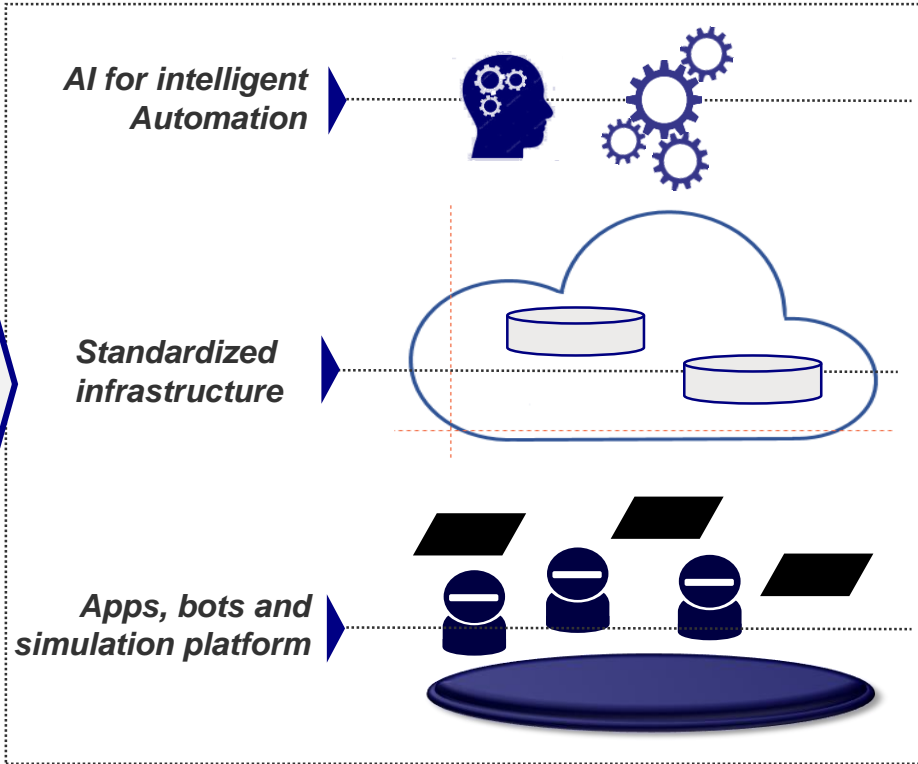 AI for intelligent
Automation
Standardized
infrastructure
Apps, bots and
simulation platform